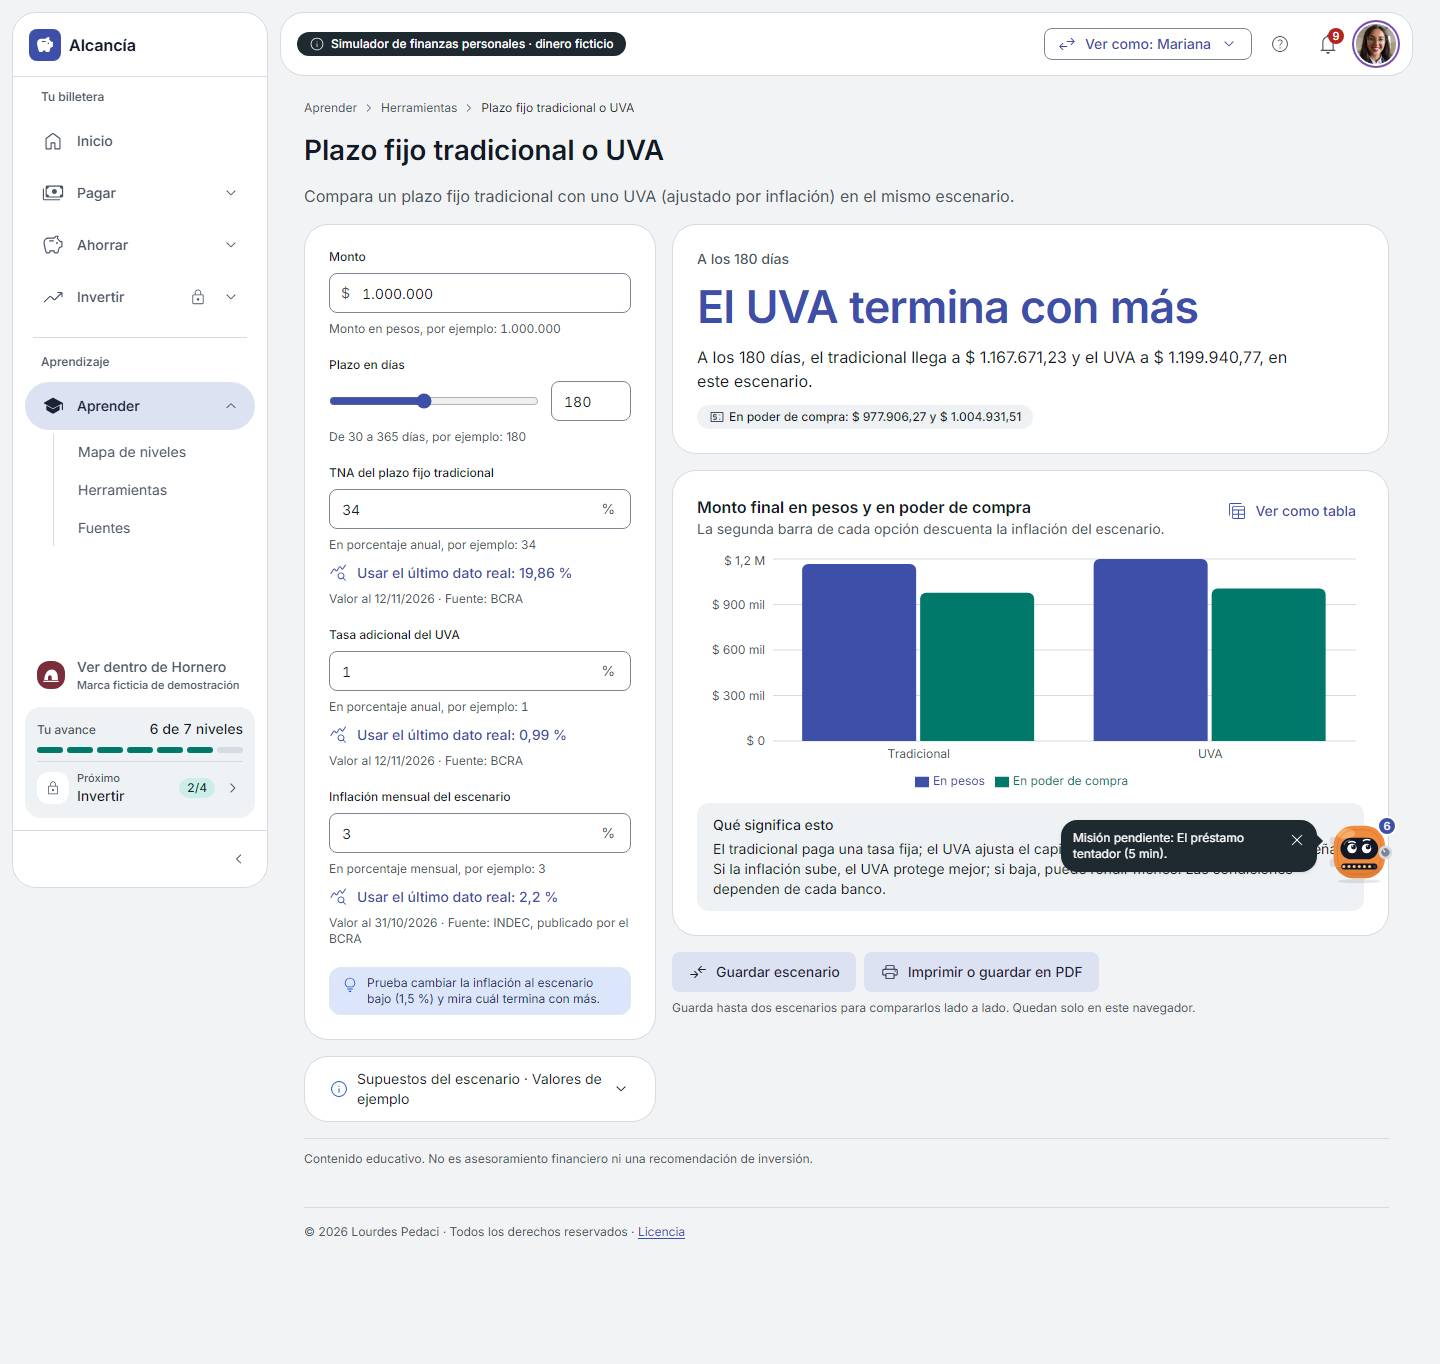 Alcancía
Simulador de finanzas personales · dinero ficticio
Ver como: Mariana
9
Tu billetera
Inicio
Pagar
Ahorrar
Invertir
Aprendizaje
Aprender
Mapa de niveles
Herramientas
Fuentes
Ver dentro de Hornero
Marca ficticia de demostración
Tu avance
6 de 7 niveles
Próximo
Invertir
2/4
Aprender
Herramientas
Plazo fijo tradicional o UVA
Plazo fijo tradicional o UVA
Compara un plazo fijo tradicional con uno UVA (ajustado por inflación) en el mismo escenario.
Monto
$ 1.000.000
Monto en pesos, por ejemplo: 1.000.000
Plazo en días
180
De 30 a 365 días, por ejemplo: 180
TNA del plazo fijo tradicional
34 %
En porcentaje anual, por ejemplo: 34
Usar el último dato real: 19,86 %
Valor al 12/11/2026 · Fuente: BCRA
Tasa adicional del UVA
1 %
En porcentaje anual, por ejemplo: 1
Usar el último dato real: 0,99 %
Valor al 12/11/2026 · Fuente: BCRA
Inflación mensual del escenario
3 %
En porcentaje mensual, por ejemplo: 3
Usar el último dato real: 2,2 %
Valor al 31/10/2026 · Fuente: INDEC, publicado por el
BCRA
Prueba cambiar la inflación al escenario
bajo (1,5 %) y mira cuál termina con más.
Supuestos del escenario · Valores de
ejemplo
A los 180 días
El UVA termina con más
A los 180 días, el tradicional llega a $ 1.167.671,23 y el UVA a $ 1.199.940,77, en
este escenario.
En poder de compra: $ 977.906,27 y $ 1.004.931,51
Monto final en pesos y en poder de compra
Ver como tabla
La segunda barra de cada opción descuenta la inflación del escenario.
$ 1,2 M
$ 900 mil
$ 600 mil
$ 300 mil
$ 0
Tradicional
UVA
En pesos
En poder de compra
Qué significa esto
El tradicional paga una tasa fija; el UVA ajusta el
Si la inflación sube, el UVA protege mejor; si baja,
dependen de cada banco.
Misión pendiente: El préstamo
tentador (5 min).
6
Guardar escenario
Imprimir o guardar en PDF
Guarda hasta dos escenarios para compararlos lado a lado. Quedan solo en este navegador.
Contenido educativo. No es asesoramiento financiero ni una recomendación de inversión.
© 2026 Lourdes Pedaci · Todos los derechos reservados · Licencia